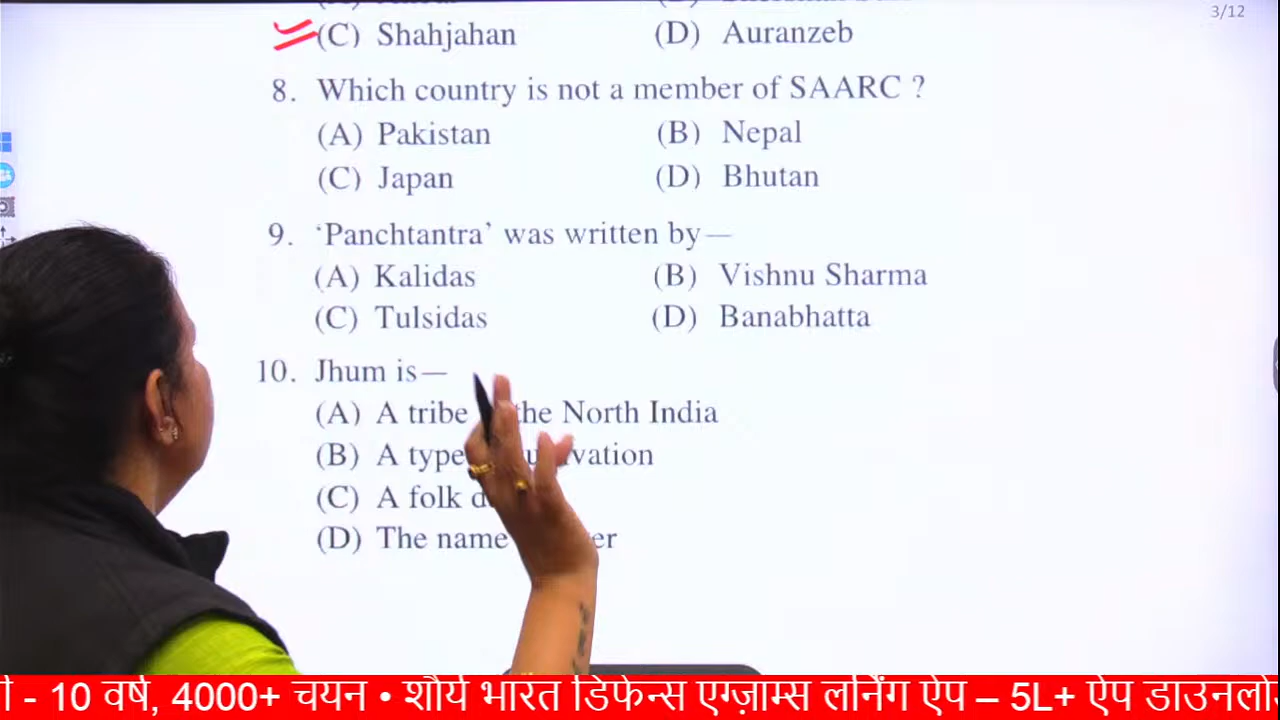 3/12
(C) Shahjahan (D) Auranzeb
8. Which country is not a member of SAARC ?
(A) Pakistan (B) Nepal
(C) Japan (D) Bhutan
9. ‘Panchtantra’ was written by—
(A) Kalidas (B) Vishnu Sharma
(C) Tulsidas (D) Banabhatta
10. Jhum is—
(A) A tribe the North India
(B) A type
(C) A folk
(D) The name
- 10 वर्ष, 4000+ चयन • शौर्य भारत डिफेन्स एग्ज़ाम्स लर्निंग ऐप – 5L+ ऐप